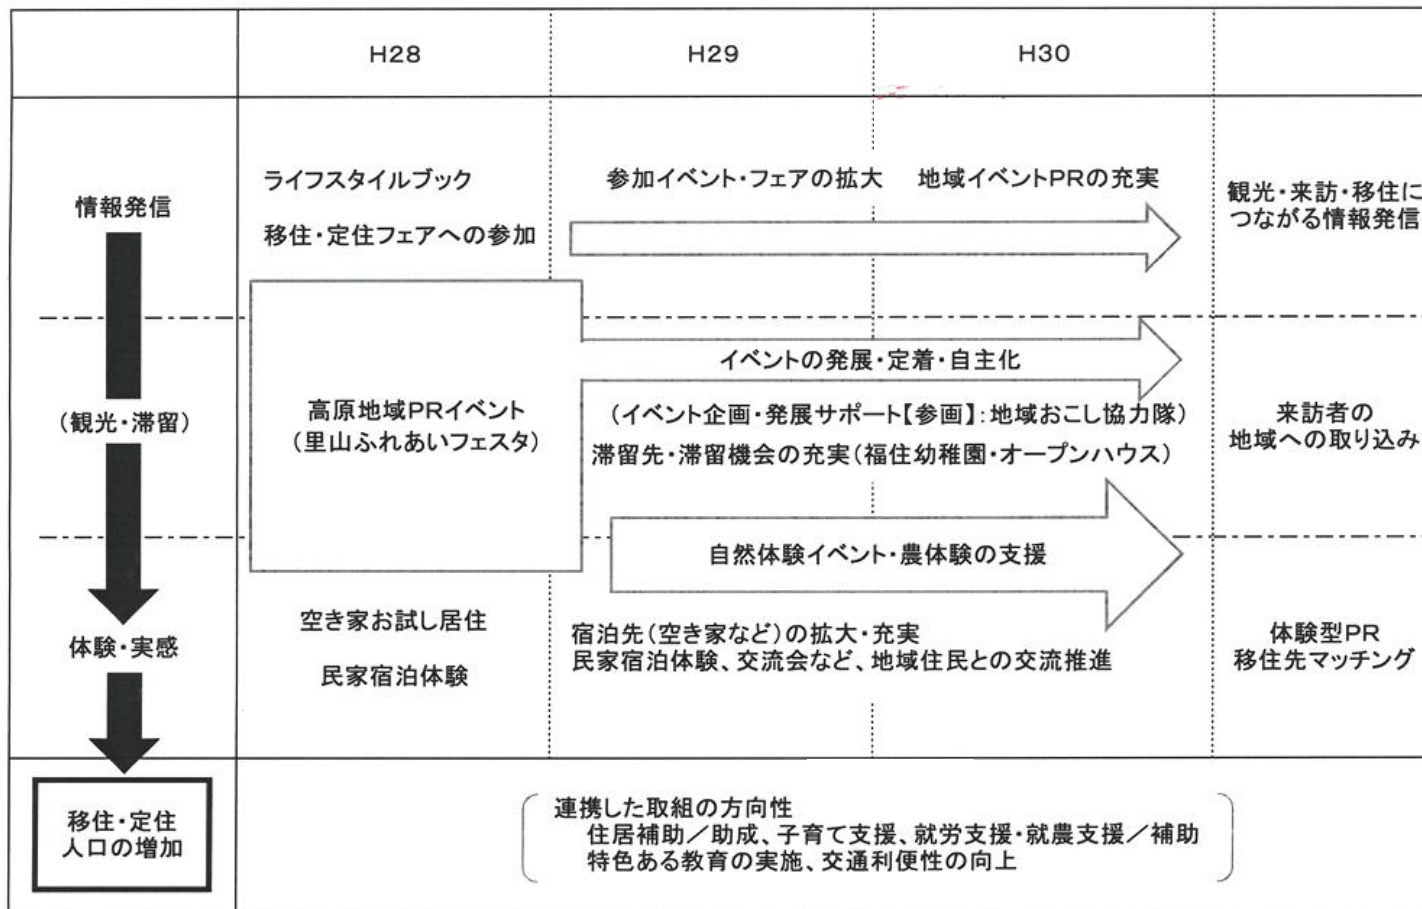 H28
H29
H30
情報発信
ライフスタイルブック
移住・定住フェアへの参加
参加イベント・フェアの拡大
地域イベントPRの充実
観光・来訪・移住に
つながる情報発信
(観光・滞留)
高原地域PRイベント
(里山ふれあいフェスタ)
イベントの発展・定着・自主化
(イベント企画・発展サポート【参画】:地域おこし協力隊)
滞留先・滞留機会の充実(福住幼稚園・オープンハウス)
来訪者の
地域への取り込み
自然体験イベント・農体験の支援
体験・実感
空き家お試し居住
民家宿泊体験
宿泊先(空き家など)の拡大・充実
民家宿泊体験、交流会など、地域住民との交流推進
体験型PR
移住先マッチング
移住・定住
人口の増加
連携した取組の方向性
住居補助/助成、子育て支援、就労支援・就農支援/補助
特色ある教育の実施、交通利便性の向上